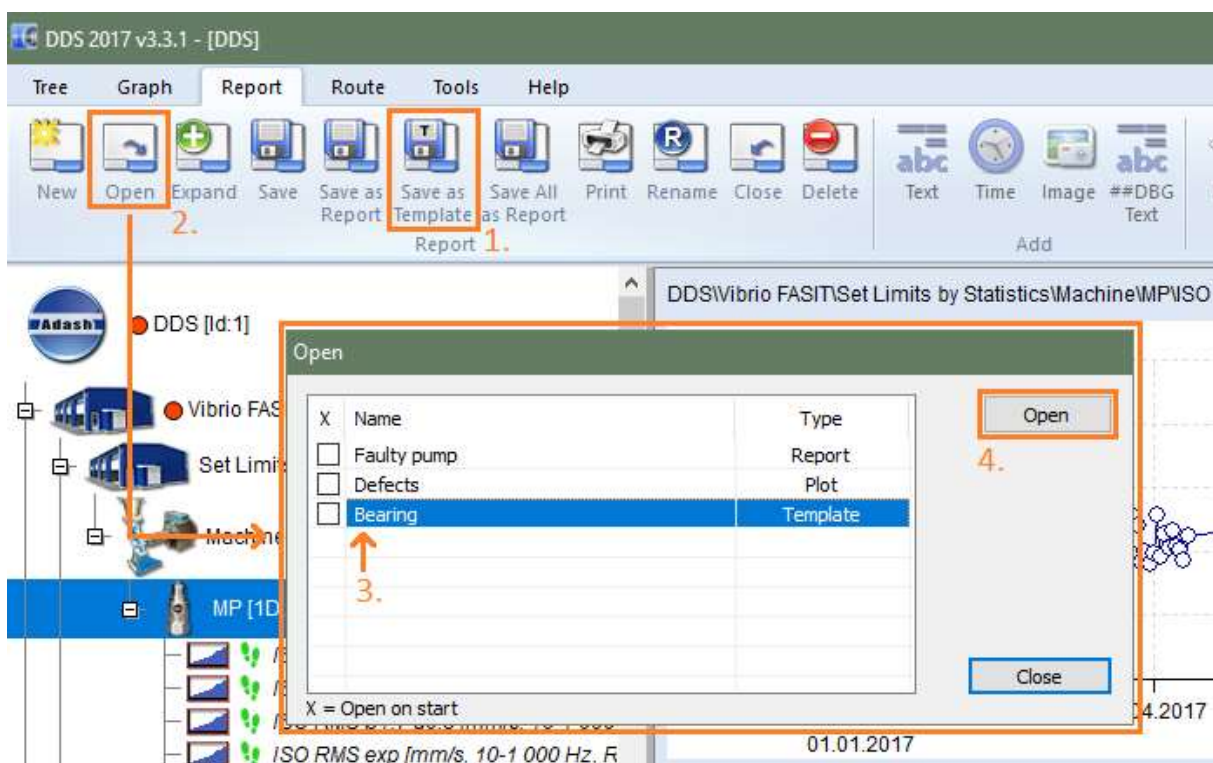 DDS 2017 v3.3.1 - [DDS]
Tree Graph Report Route Tools Help
New Open Expand Save Save as Report Save as Template Save All as Report Print Rename Close Delete Text Time Image ##DBG Text
2. 1.
Report Add
DDS\Vibrio FASIT\Set Limits by Statistics\Machine\MP\ISO
Adash
DDS [Id:1]
Open
Vibrio FAS
X Name Type Open
Faulty pump Report
Set Limi
4.
Defects Plot
Bearing Template
Machine
3.
MP [1D
Close
X = Open on start
4.2017
01.01.2017
ISO RMS exp [mm/s, 10-1 000 Hz, R